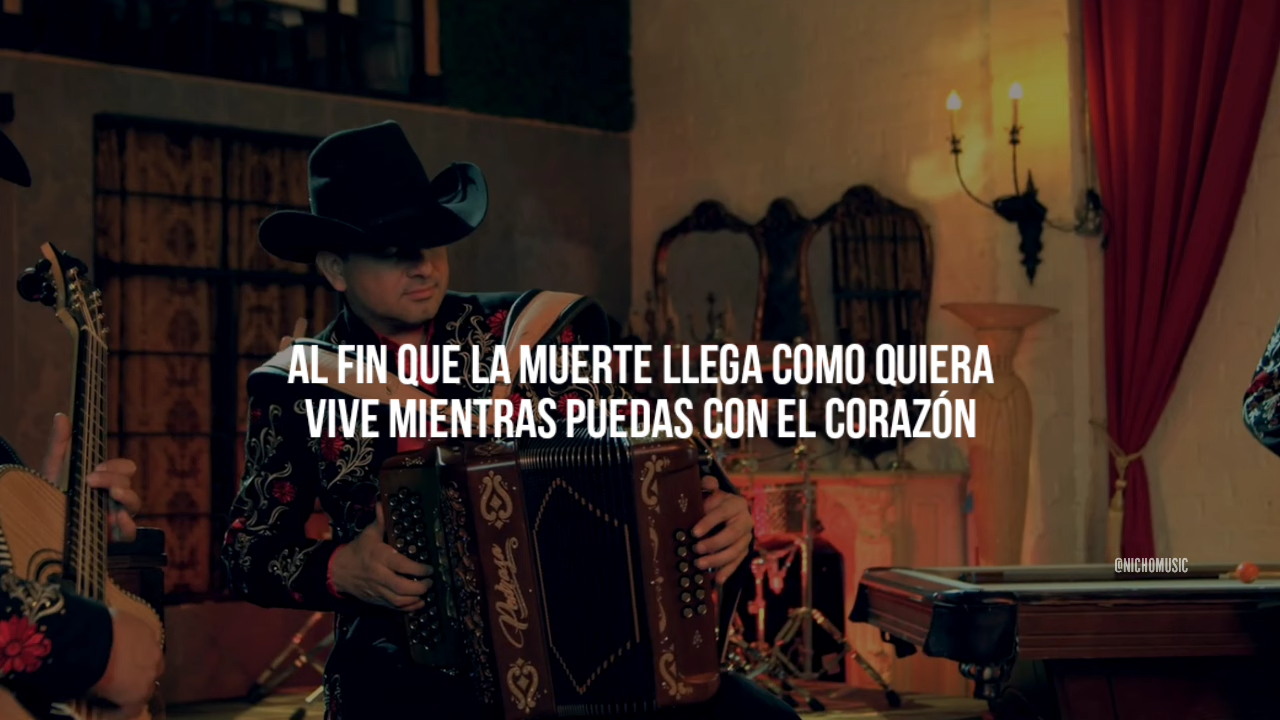 AL FIN QUE LA MUERTE LLEGA COMO QUIERA
VIVE MIENTRAS PUEDAS CON EL CORAZÓN
@NICHOMUSIC